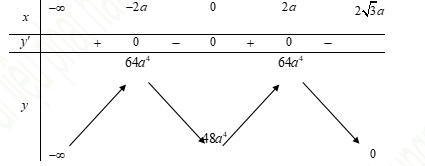 x −∞ −2a 0 2a 2√3a
y′ + 0 − 0 + 0 −
64a⁴ 64a⁴
y
48a⁴
−∞ 0